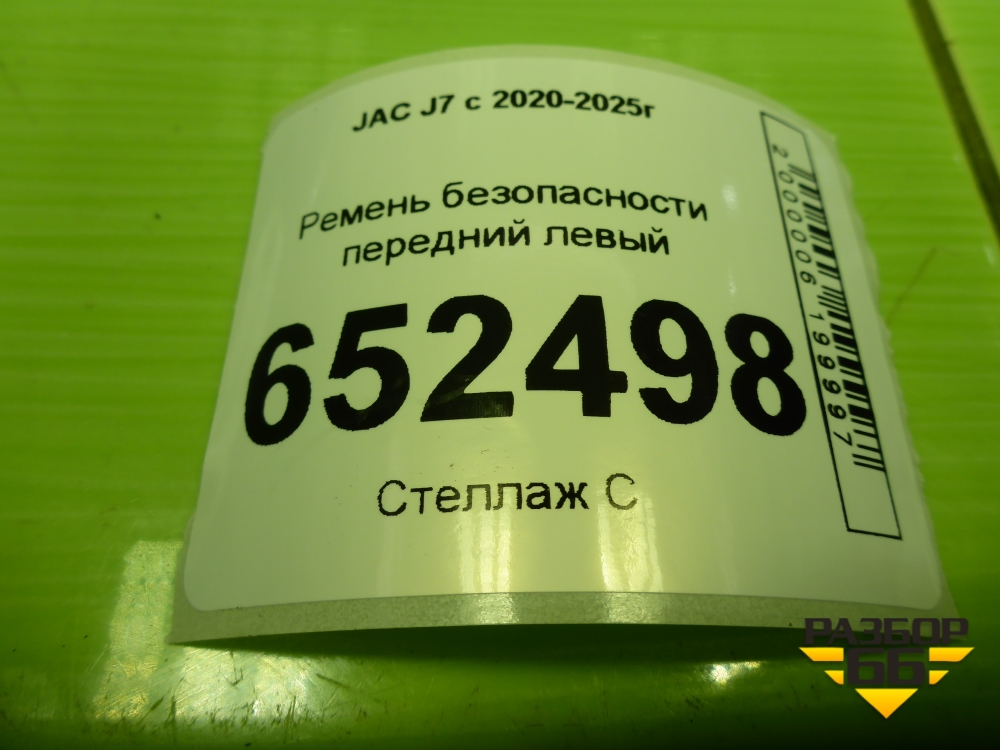 JAC J7 с 2020-2025г
Ремень безопасности
передний левый
652498
Стеллаж С
2000006199997
РАЗБОР
66